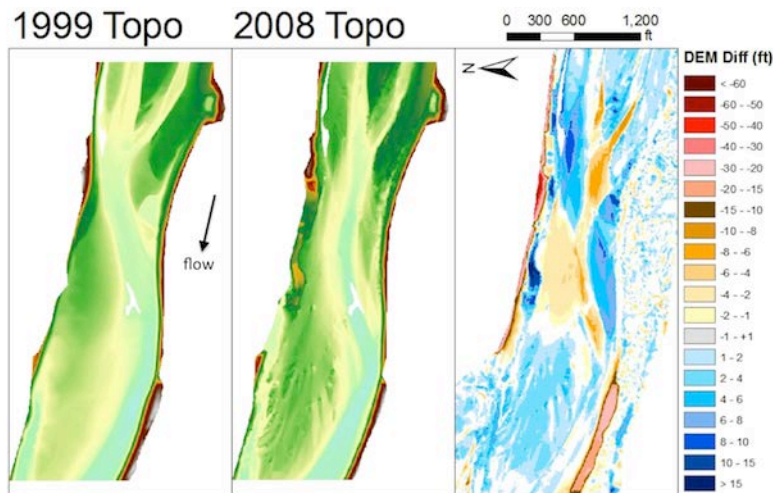 1999 Topo
2008 Topo
0 300 600 1,200
ft
N
flow
DEM Diff (ft)
< -60
-60 - -50
-50 - -40
-40 - -30
-30 - -20
-20 - -15
-15 - -10
-10 - -8
-8 - -6
-6 - -4
-4 - -2
-2 - -1
-1 - +1
1 - 2
2 - 4
4 - 6
6 - 8
8 - 10
10 - 15
> 15